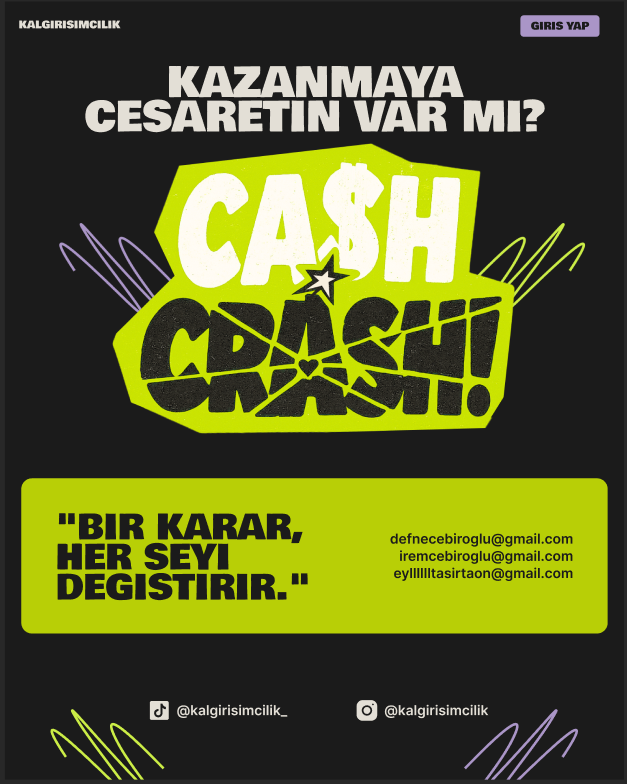 KALGIRISIMCILIK
GIRIS YAP
KAZANMAYA
CESARETIN VAR MI?
CA$H
CRASH!
"BIR KARAR,
HER SEYI
DEGISTIRIR."
defnecebiroglu@gmail.com
iremcebiroglu@gmail.com
eylllllltasirtaon@gmail.com
@kalgirisimcilik_
@kalgirisimcilik